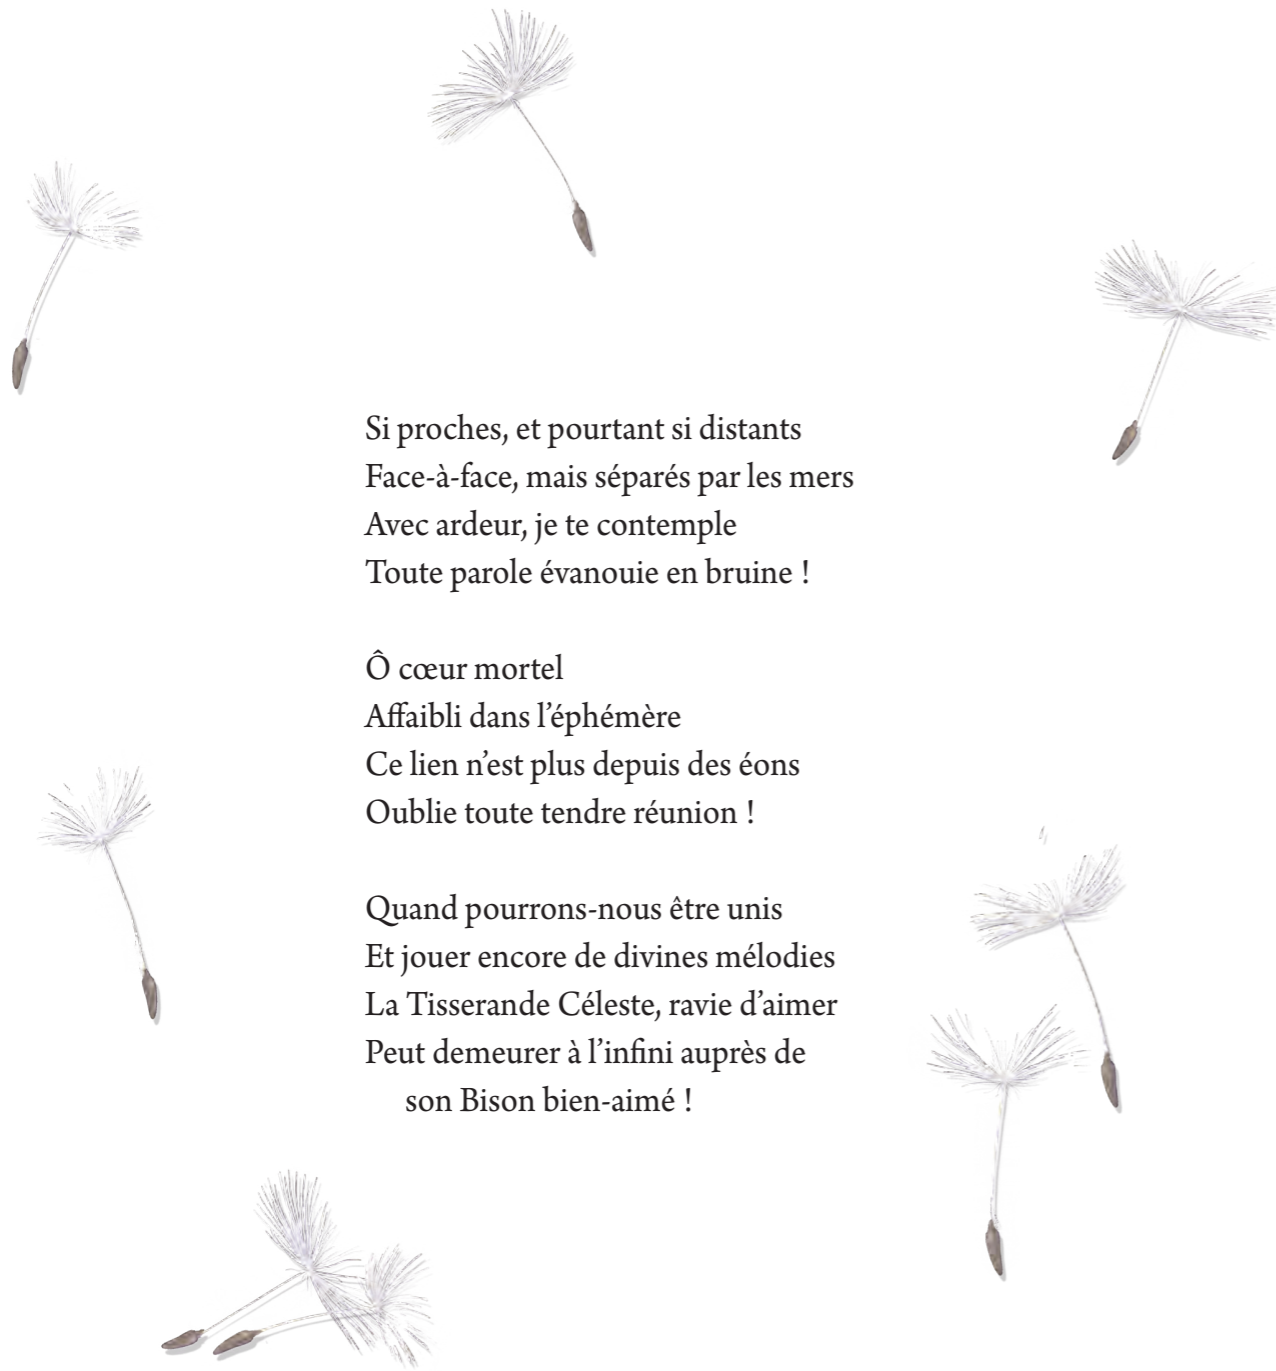 Si proches, et pourtant si distants
Face-à-face, mais séparés par les mers
Avec ardeur, je te contemple
Toute parole évanouie en bruine !
Ô cœur mortel
Affaibli dans l’éphémère
Ce lien n’est plus depuis des éons
Oublie toute tendre réunion !
Quand pourrons-nous être unis
Et jouer encore de divines mélodies
La Tisserande Céleste, ravie d’aimer
Peut demeurer à l’infini auprès de
son Bison bien-aimé !